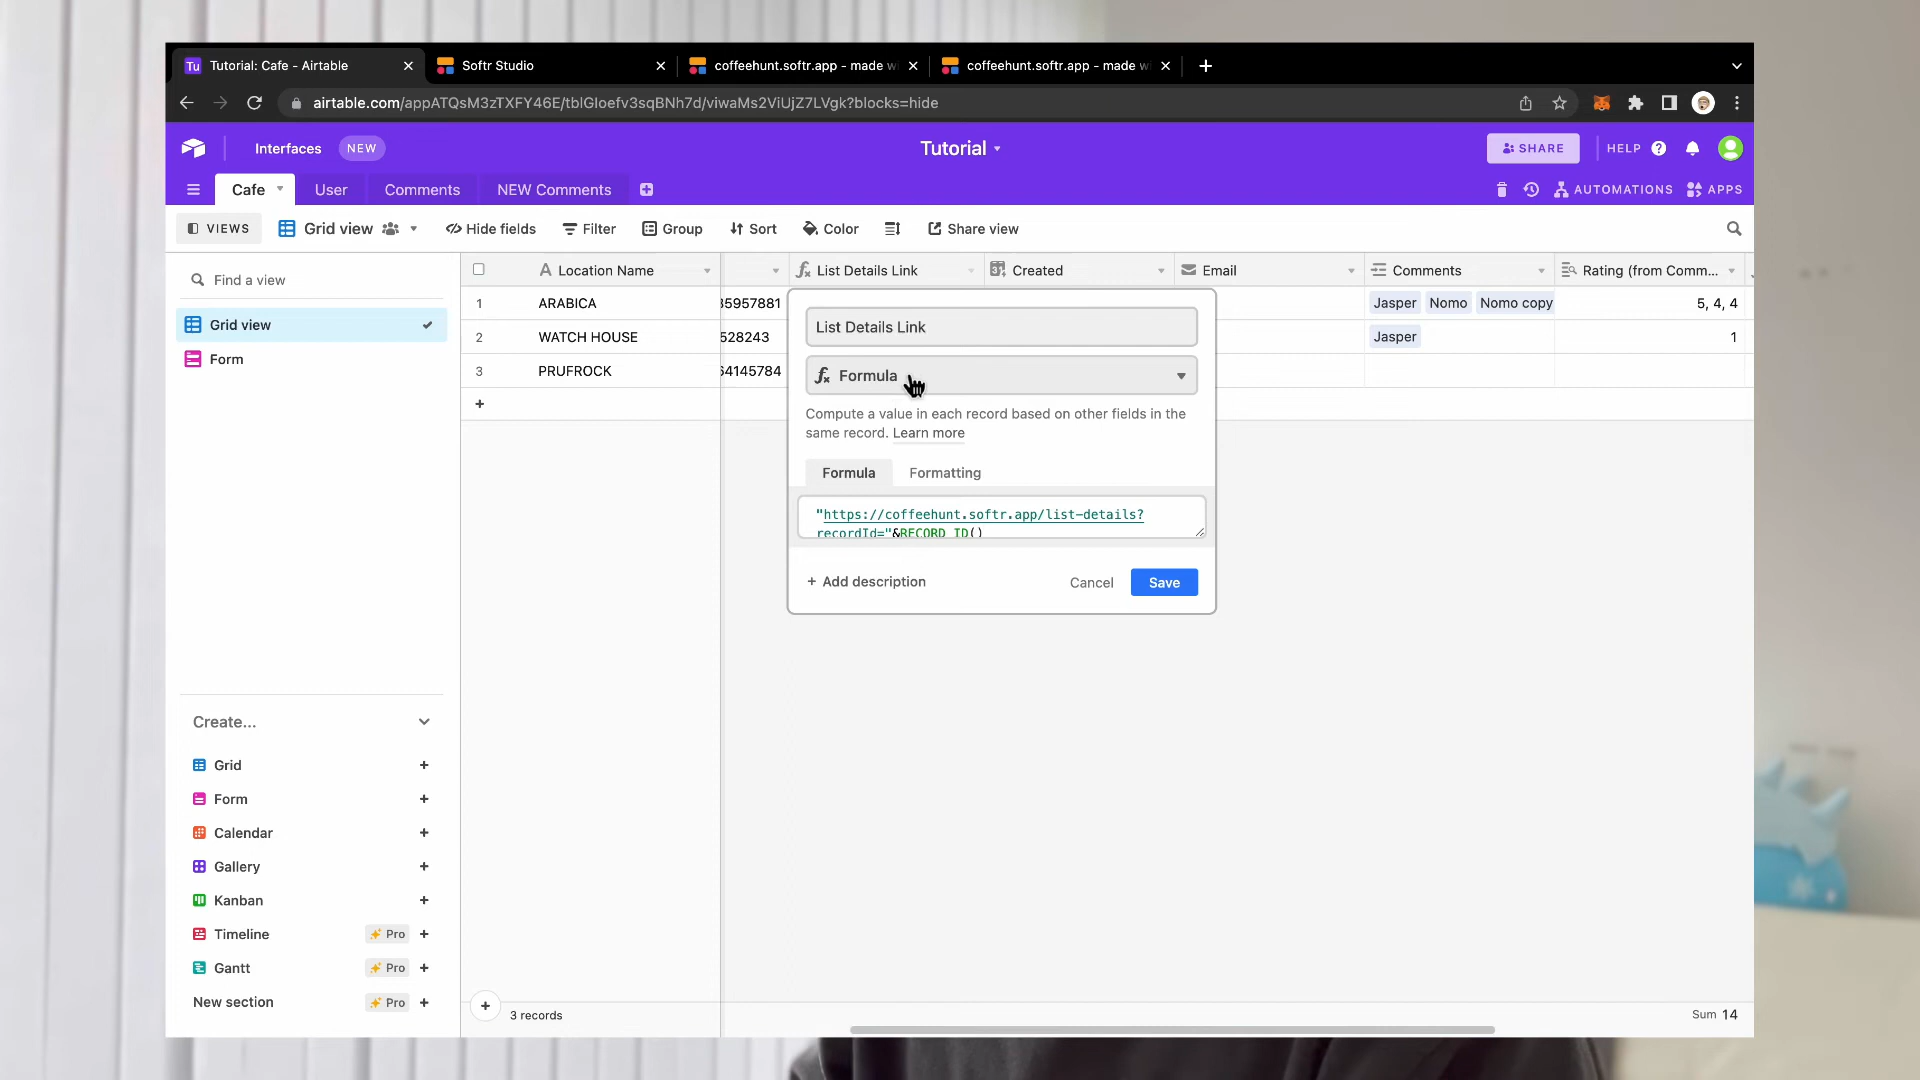 Tu Tutorial: Cafe - Airtable
Softr Studio
coffeehunt.softr.app - made w
coffeehunt.softr.app - made w
airtable.com/appATQsM3zTXFY46E/tblGloefv3sqBNh7d/viwaMs2ViUjZ7LVgk?blocks=hide
Interfaces NEW
Tutorial
SHARE
HELP
Cafe User Comments NEW Comments
AUTOMATIONS APPS
VIEWS
Grid view
Hide fields
Filter
Group
Sort
Color
Share view
Find a view
Grid view
Form
Location Name List Details Link Created Email Comments Rating (from Comm...
1 ARABICA 35957881 Jasper Nomo Nomo copy 5, 4, 4
2 WATCH HOUSE 528243 Jasper 1
3 PRUFROCK 64145784
List Details Link
Formula
Compute a value in each record based on other fields in the
same record. Learn more
Formula Formatting
"https://coffeehunt.softr.app/list-details?
recordId="&RECORD_ID()
+ Add description
Cancel
Save
Create...
Grid +
Form +
Calendar +
Gallery +
Kanban +
Timeline Pro +
Gantt Pro +
New section Pro +
+ 3 records
Sum 14